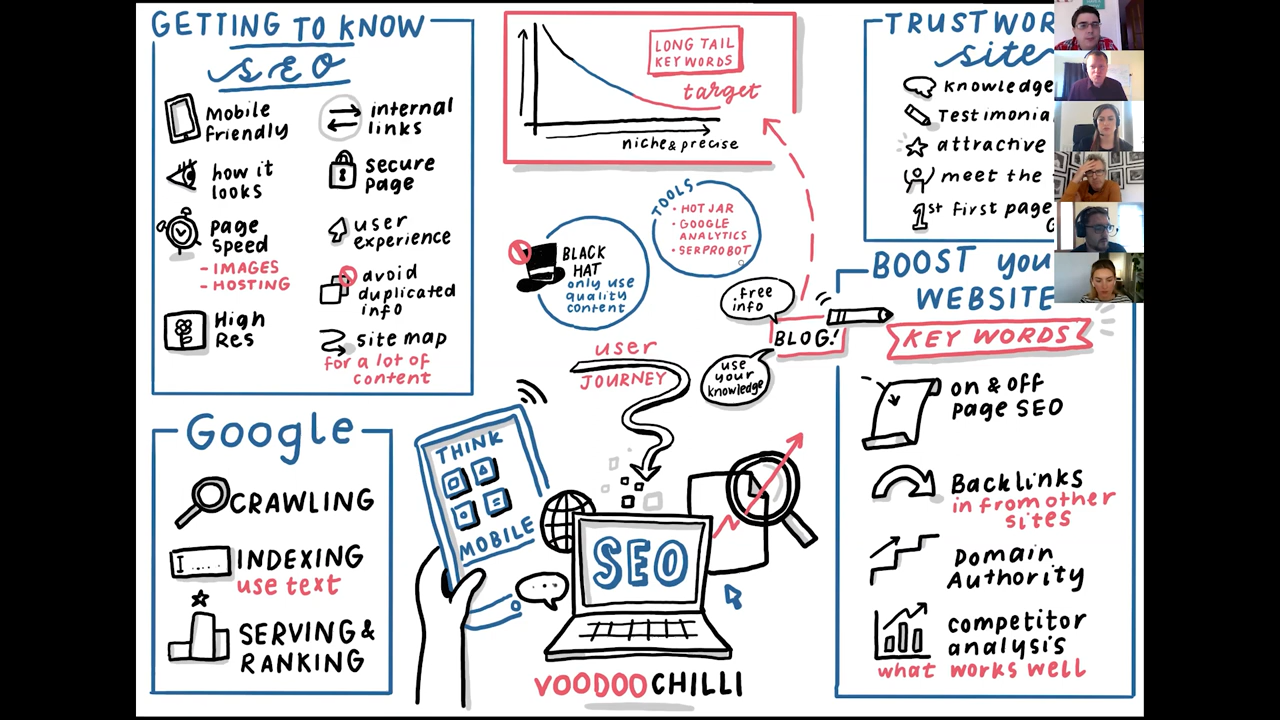 GETTING TO KNOW
SEO
Mobile
friendly
how it
looks
page
speed
- IMAGES
- HOSTING
High
Res
internal
links
secure
page
user
experience
avoid
duplicated
info
site map
for a lot of
content
LONG TAIL
KEYWORDS
target
niche & precise
TOOLS
• HOT JAR
• GOOGLE
ANALYTICS
• SERPROBOT
BLACK
HAT
only use
quality
content
free
info
BLOG!
use
your
knowledge
user
JOURNEY
TRUSTWOR
site
knowledge
Testimonia
attractive
meet the
1st first page
BOOST you
WEBSITE
KEY WORDS
on & off
page SEO
Backlinks
in from other
sites
Domain
Authority
competitor
analysis
what works well
Google
CRAWLING
INDEXING
use text
SERVING &
RANKING
THINK
MOBILE
SEO
VOODOO CHILLI